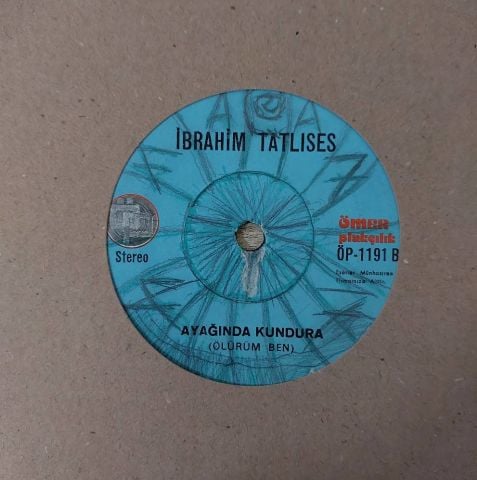 İBRAHİM TATLISES
Stereo
ÖMER
plakçılık
ÖP-1191 B
AYAĞINDA KUNDURA
(ÖLÜRÜM BEN)